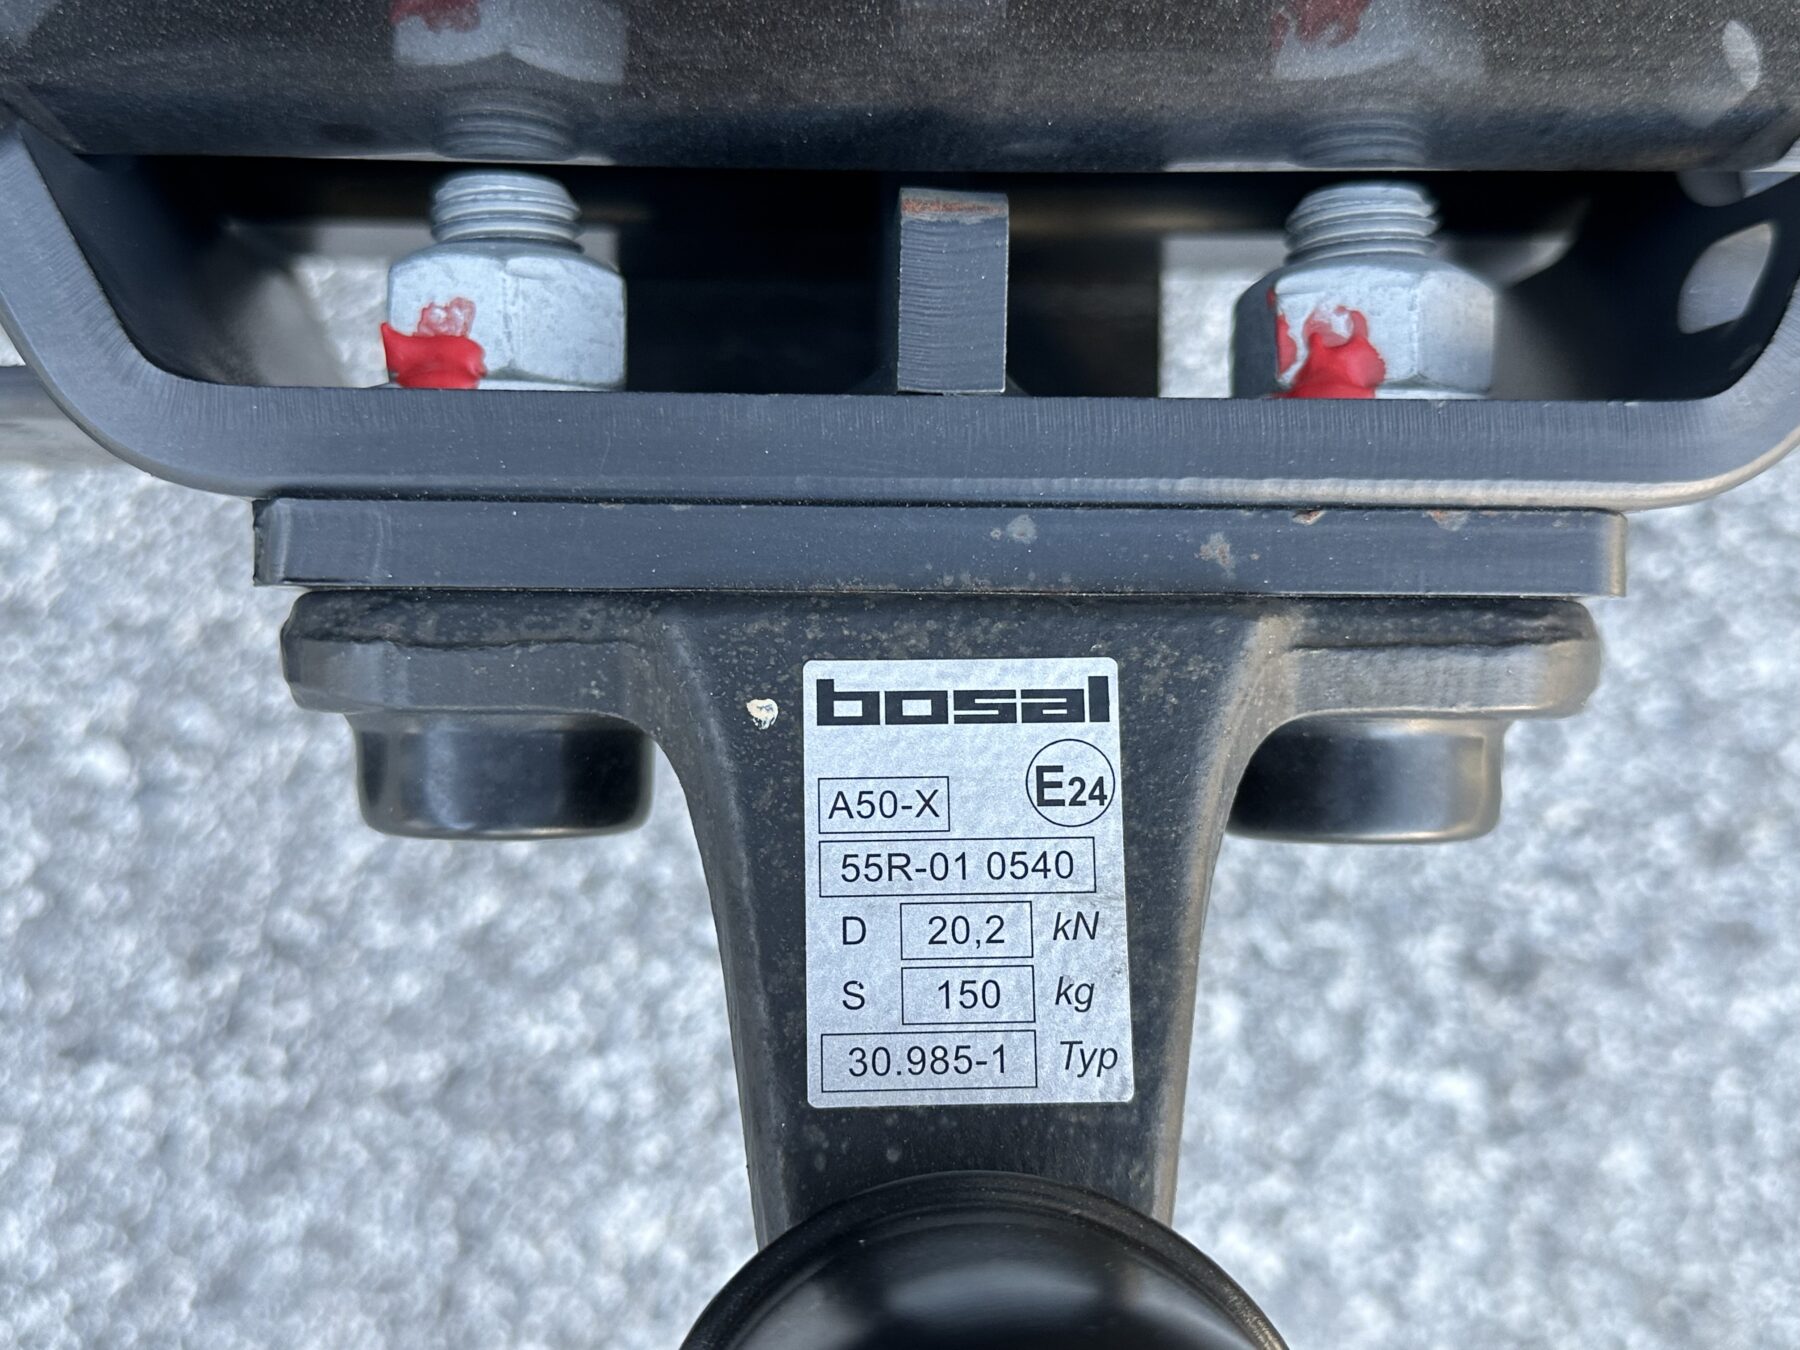 bosal
E24
A50-X
55R-01 0540
D 20,2 kN
S 150 kg
30.985-1 Typ